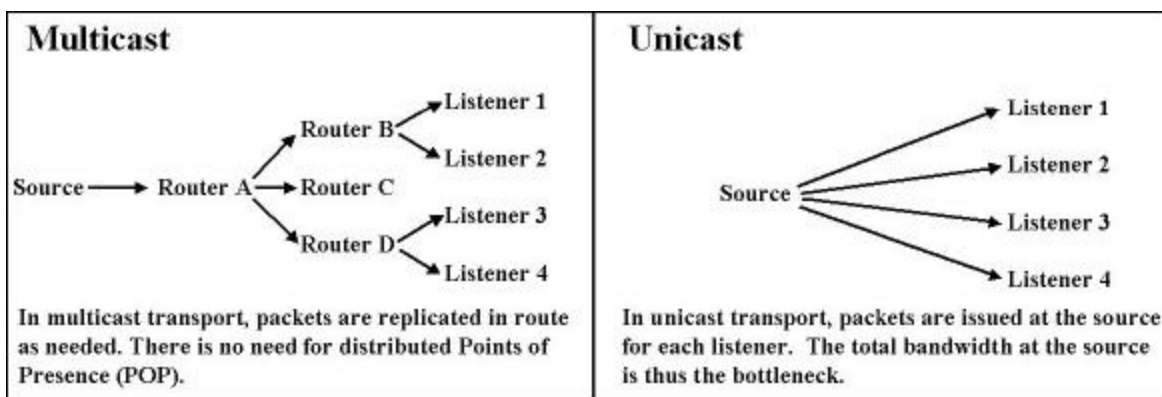 Multicast
Listener 1
Router B
Listener 2
Source
Router A
Router C
Listener 3
Router D
Listener 4
In multicast transport, packets are replicated in route
as needed. There is no need for distributed Points of
Presence (POP).
Unicast
Listener 1
Listener 2
Source
Listener 3
Listener 4
In unicast transport, packets are issued at the source
for each listener. The total bandwidth at the source
is thus the bottleneck.